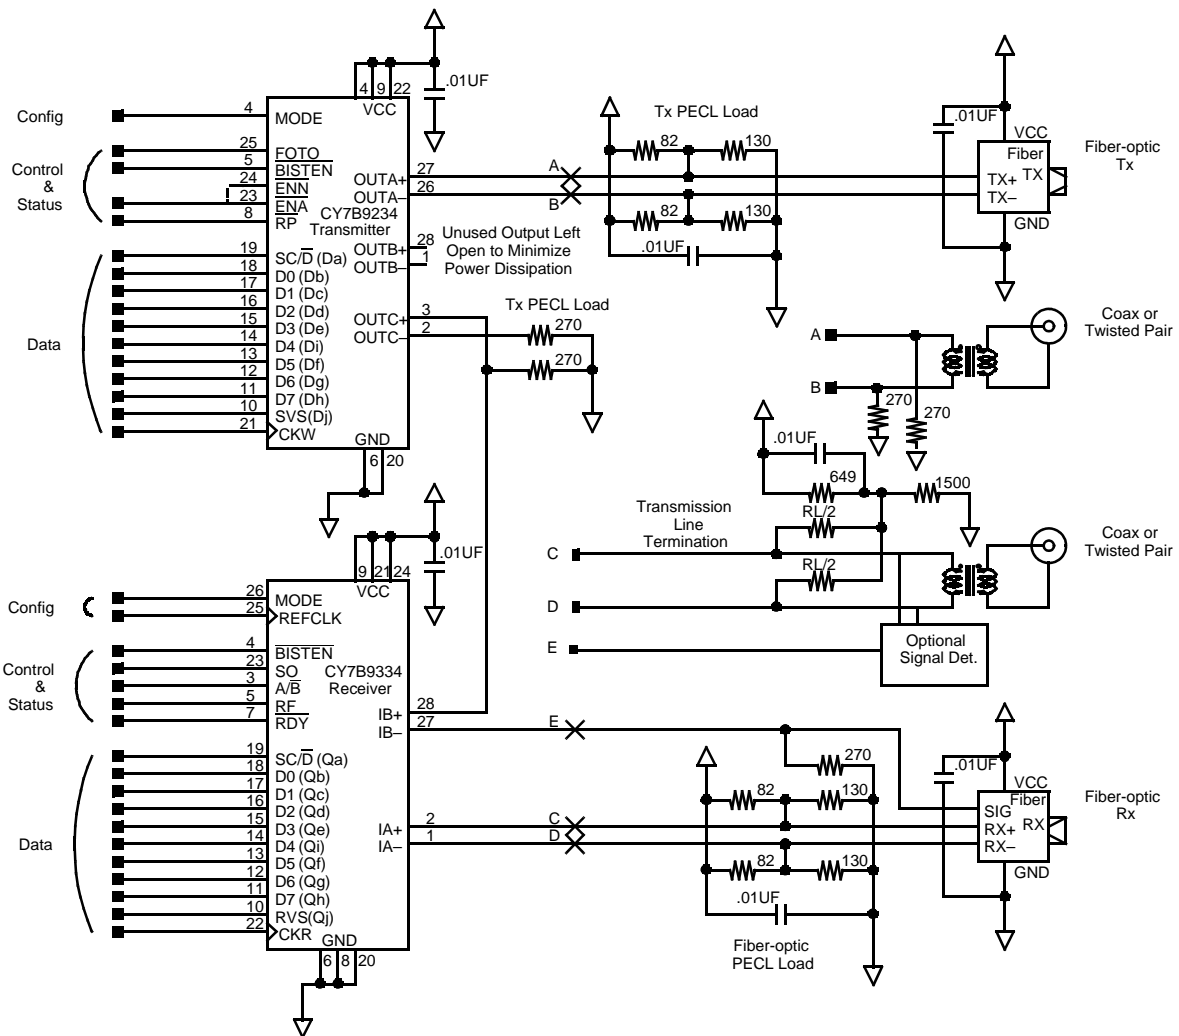 .01UF
4 9 22
VCC
Config
4
MODE
Control
&
Status
25
FOTO
5
BISTEN
24
ENN
23
ENA
8
RP
CY7B9234
Transmitter
OUTA+
27
OUTA–
26
OUTB+
28
OUTB–
1
Unused Output Left
Open to Minimize
Power Dissipation
OUTC+
3
OUTC–
2
Data
19
SC/D (Da)
18
D0 (Db)
17
D1 (Dc)
16
D2 (Dd)
15
D3 (De)
14
D4 (Di)
13
D5 (Df)
12
D6 (Dg)
11
D7 (Dh)
10
SVS(Dj)
21
CKW
GND
6 20
A
B
Tx PECL Load
82
130
82
130
.01UF
Tx PECL Load
270
270
.01UF
VCC
Fiber
TX
TX+
TX–
GND
Fiber-optic
Tx
A
B
270
270
Coax or
Twisted Pair
.01UF
649
1500
RL/2
RL/2
Transmission
Line
Termination
C
D
E
Optional
Signal Det.
Coax or
Twisted Pair
.01UF
9 21 24
VCC
Config
26
MODE
25
REFCLK
Control
&
Status
4
BISTEN
23
SO
3
A/B
5
RF
7
RDY
CY7B9334
Receiver
IB+
28
IB–
27
IA+
2
IA–
1
Data
19
SC/D (Qa)
18
D0 (Qb)
17
D1 (Qc)
16
D2 (Qd)
15
D3 (Qe)
14
D4 (Qi)
13
D5 (Qf)
12
D6 (Qg)
11
D7 (Qh)
10
RVS(Qj)
22
CKR
GND
6 8 20
E
C
D
270
82
130
82
130
.01UF
Fiber-optic
PECL Load
.01UF
VCC
Fiber
SIG
RX
RX+
RX–
GND
Fiber-optic
Rx